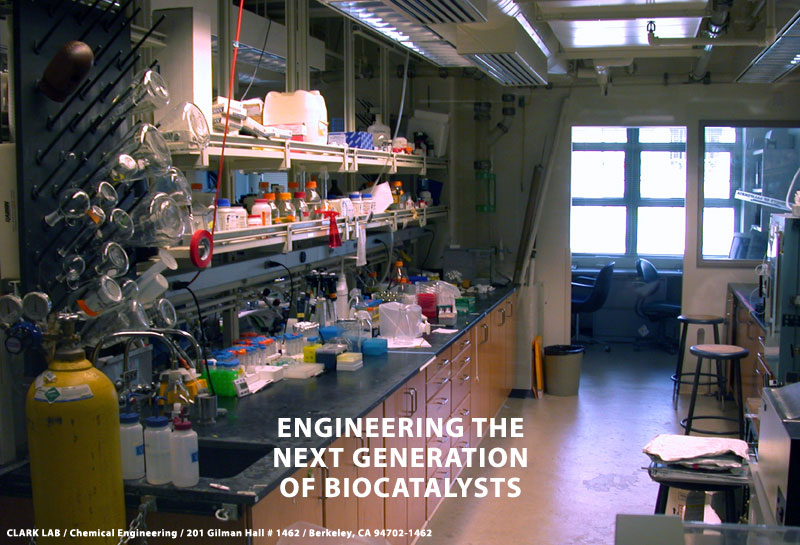 ENGINEERING THE
NEXT GENERATION
OF BIOCATALYSTS
CLARK LAB / Chemical Engineering / 201 Gilman Hall # 1462 / Berkeley, CA 94702-1462